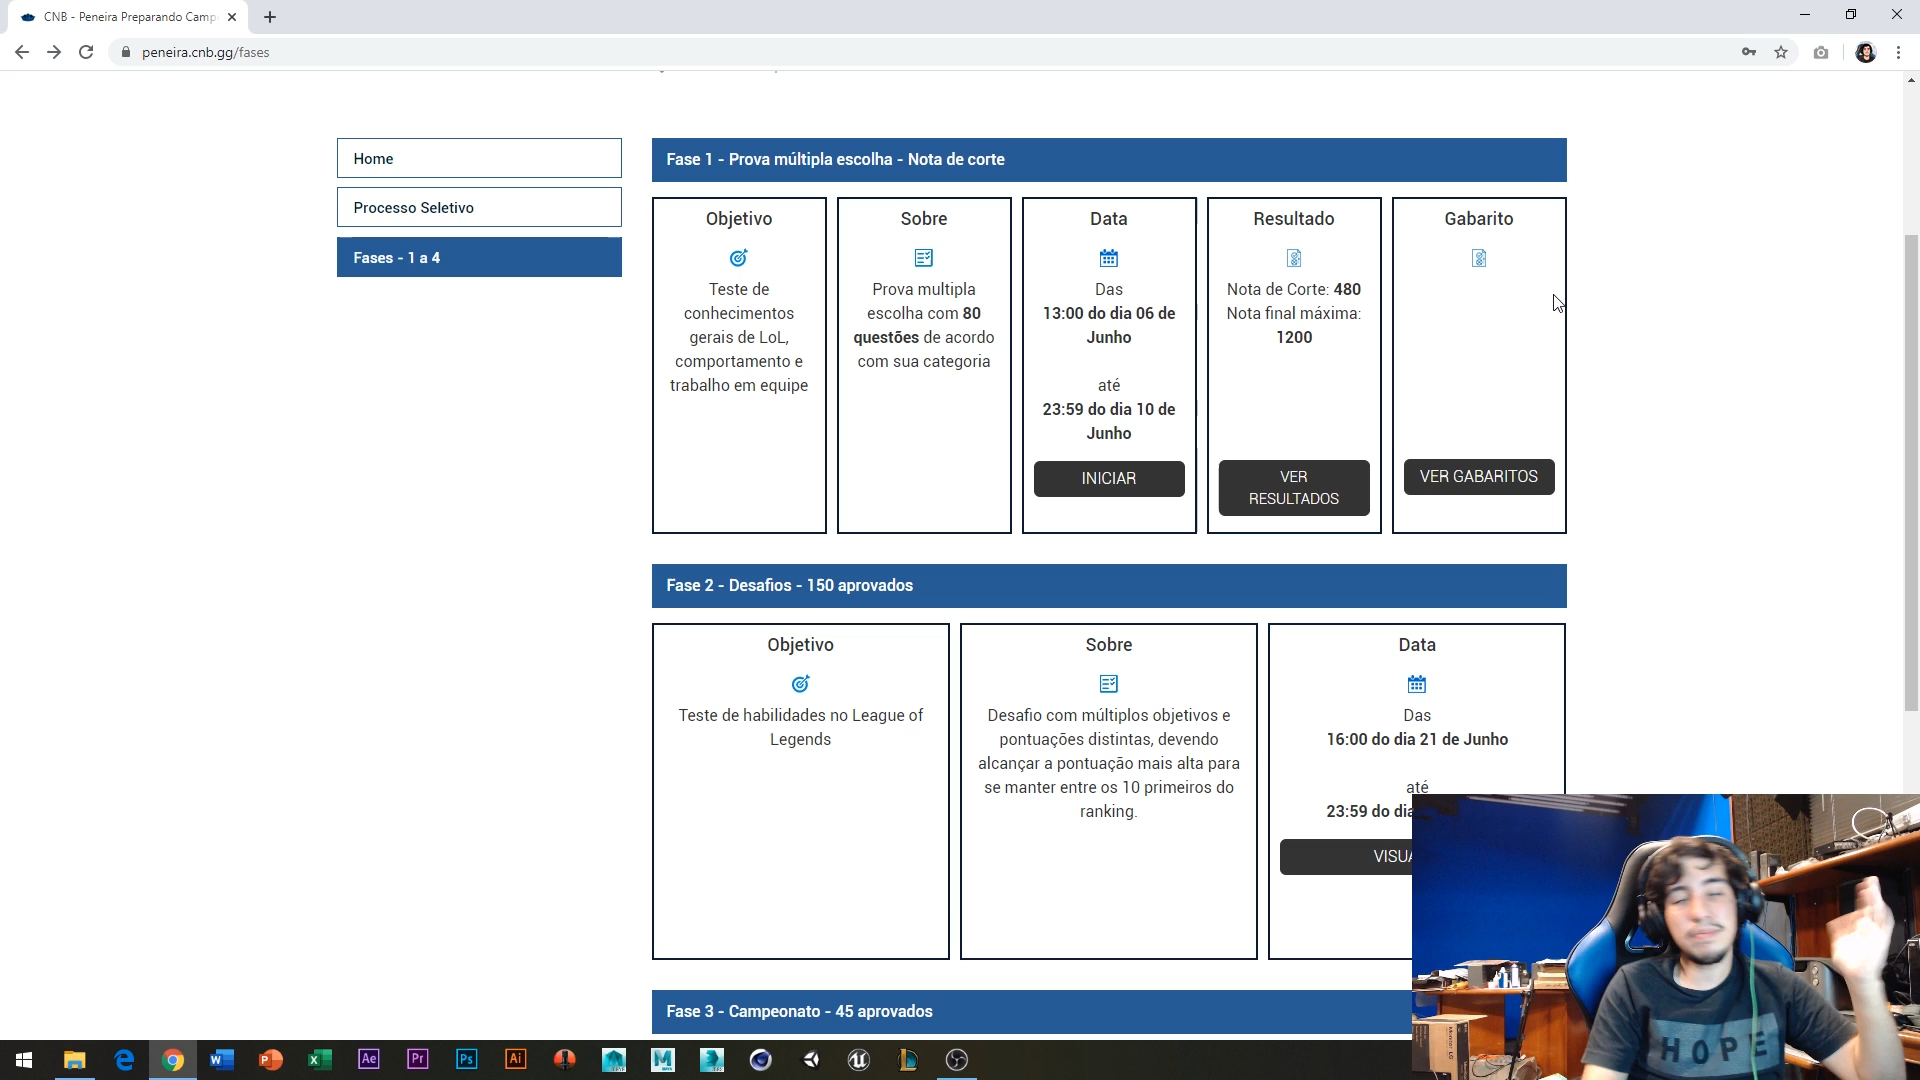 CNB - Peneira Preparando Camp
peneira.cnb.gg/fases
Home
Processo Seletivo
Fases - 1 a 4
Fase 1 - Prova múltipla escolha - Nota de corte
Objetivo
Teste de
conhecimentos
gerais de LoL,
comportamento e
trabalho em equipe
Sobre
Prova multipla
escolha com 80
questões de acordo
com sua categoria
Data
Das
13:00 do dia 06 de
Junho
até
23:59 do dia 10 de
Junho
INICIAR
Resultado
Nota de Corte: 480
Nota final máxima:
1200
VER
RESULTADOS
Gabarito
VER GABARITOS
Fase 2 - Desafios - 150 aprovados
Objetivo
Teste de habilidades no League of
Legends
Sobre
Desafio com múltiplos objetivos e
pontuações distintas, devendo
alcançar a pontuação mais alta para
se manter entre os 10 primeiros do
ranking.
Data
Das
16:00 do dia 21 de Junho
até
23:59 do dia
VISUA
Fase 3 - Campeonato - 45 aprovados
HOPE
Ae
Pr
Ps
Ai